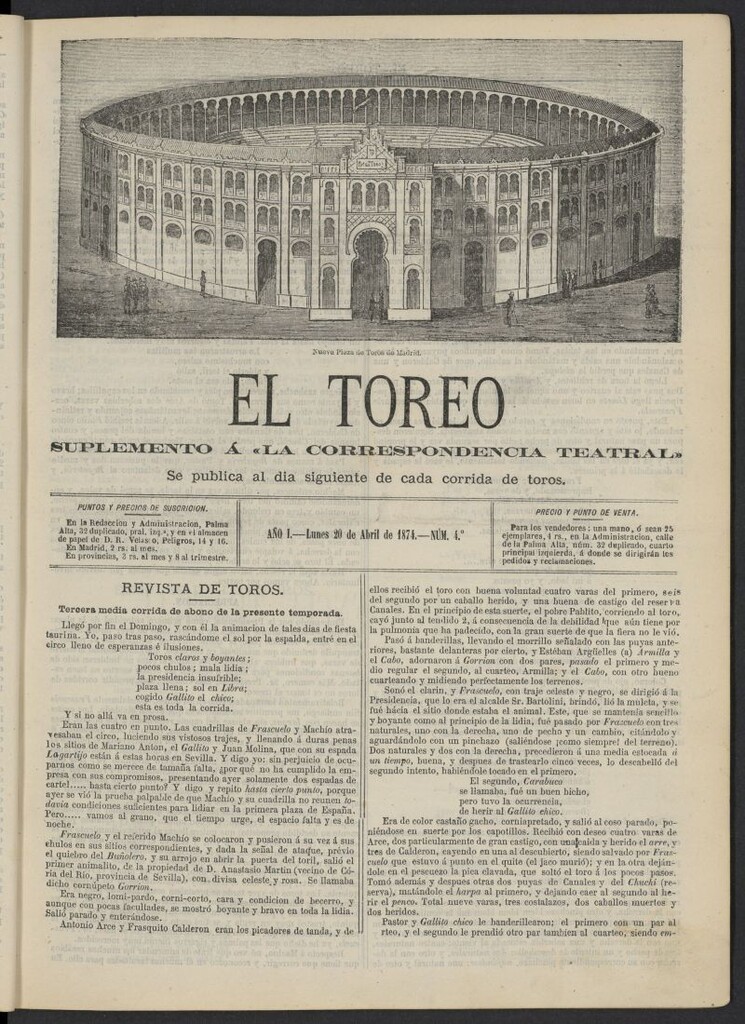 Nueva Plaza de Toros de Madrid.
EL TOREO
SUPLEMENTO Á «LA CORRESPONDENCIA TEATRAL»
Se publica al dia siguiente de cada corrida de toros.
PUNTOS Y PRECIOS DE SUSCRICION.
En la Redaccion y Administracion, Palma
Alta, 32 duplicado, pral. izq.ª, y en el almacen
de papel de D. R. Velasco, Peligros, 14 y 16.
En Madrid, 2 rs. al mes.
En provincias, 3 rs. al mes y 8 al trimestre.
AÑO I.—Lunes 20 de Abril de 1874.—NÚM. 4.º
PRECIO Y PUNTO DE VENTA.
Para los vendedores: una mano, ó sean 25
ejemplares, 4 rs., en la Administracion, calle
de la Palma Alta, núm. 32 duplicado, cuarto
principal izquierda, á donde se dirigirán los
pedidos y reclamaciones.
REVISTA DE TOROS.
Tercera media corrida de abono de la presente temporada.
Llegó por fin el Domingo, y con él la animacion de tales dias de fiesta
taurina. Yo, paso tras paso, rascándome el sol por la espalda, entré en el
circo lleno de esperanzas é ilusiones.
Toros claros y boyantes;
pocos chulos; mala lidia;
la presidencia insufrible;
plaza llena; sol en Libra;
cogido Gallito el chico;
esta es toda la corrida.
Y si no allá va en prosa.
Eran las cuatro en punto. Las cuadrillas de Frascuelo y Machío atra-
vesaban el circo, luciendo sus vistosos trajes, y llenando á duras penas
los sitios de Mariano Anton, el Gallito y Juan Molina, que con su espada
Lagartijo están á estas horas en Sevilla. Y digo yo: sin perjuicio de ocu-
parnos como se merece de tamaña falta, ¿por qué no ha cumplido la em-
presa con sus compromisos, presentando ayer solamente dos espadas de
cartel..... hasta cierto punto? Y digo y repito hasta cierto punto, porque
ayer se vió la prueba palpable de que Machío y su cuadrilla no reunen to-
davía condiciones suficientes para lidiar en la primera plaza de España.
Pero..... vamos al grano, que el tiempo urge, el espacio falta y es de
noche.
Frascuelo y el referido Machío se colocaron y pusieron á su vez á sus
chulos en sus sitios correspondientes, y dada la señal de ataque, prévio
el quiebro del Buñolero, y su arrojo en abrir la puerta del toril, salió el
primer animalito, de la propiedad de D. Anastasio Martin (vecino de Có-
ria del Rio, provincia de Sevilla), con divisa celeste y rosa. Se llamaba
dicho cornúpeto Gorrion.
Era negro, lomi-pardo, corni-corto, cara y condicion de becerro, y
aunque con pocas facultades, se mostró boyante y bravo en toda la lidia.
Salió parado y enterándose.
Antonio Arce y Frasquito Calderon eran los picadores de tanda, y de
ellos recibió el toro con buena voluntad cuatro varas del primero, seis
del segundo por un caballo herido, y una buena de castigo del reserva
Canales. En el principio de esta suerte, el pobre Pablito, corriendo al toro,
cayó junto al tendido 2, á consecuencia de la debilidad que aún tiene por
la pulmonía que ha padecido, con la gran suerte de que la fiera no le vió.
Pasó á banderillas, llevando el morrillo señalado con las puyas ante-
riores, bastante delanteras por cierto, y Estéban Argüelles (a) Armilla y
el Cabo, adornaron á Gorrion con dos pares, pasado el primero y me-
dio regular el segundo, al cuarteo, Armilla; y el Cabo, con otro bueno
cuarteando y midiendo perfectamente los terrenos.
Sonó el clarin, y Frascuelo, con traje celeste y negro, se dirigió á la
Presidencia, que lo era el alcalde Sr. Bartolini, brindó, lió la muleta, y se
fué hácia el sitio donde estaba el animal. Este, que se mantenía sencillo
y boyante como al principio de la lidia, fué pasado por Frascuelo con tres
naturales, uno con la derecha, uno de pecho y un cambio, citándolo y
aguardándolo con un pinchazo (saliéndose ¡como siempre! del terreno).
Dos naturales y dos con la derecha, precedieron á una media estocada á
un tiempo, buena, y despues de trastearlo cinco veces, lo descabelló del
segundo intento, habiéndole tocado en el primero.
El segundo, Carabuco
se llamaba, fué un buen bicho,
pero tuvo la ocurrencia,
de herir al Gallito chico.
Era de color castaño gacho, corniapretado, y salió al coso parado, po-
niéndose en suerte por los capotillos. Recibió con deseo cuatro varas de
Arce, dos particularmente de gran castigo, con una caida y herido el arre, y
tres de Calderon, cayendo en una al descubierto, siendo salvado por Fras-
cuelo que estuvo á punto en el quite (el jaco murió); y en la otra deján-
dole en el pescuezo la pica clavada, que soltó el toro á los pocos pasos.
Tomó además y despues otras dos puyas de Canales y del Chuchi (re-
serva), matándole el harpa al primero, y dejando caer al segundo al he-
rir el penco. Total nueve varas, tres costalazos, dos caballos muertos y
dos heridos.
Pastor y Gallito chico le banderillearon; el primero con un par al
cuarteo, y el segundo le prendió otro par tambien al cuarteo, siendo em-